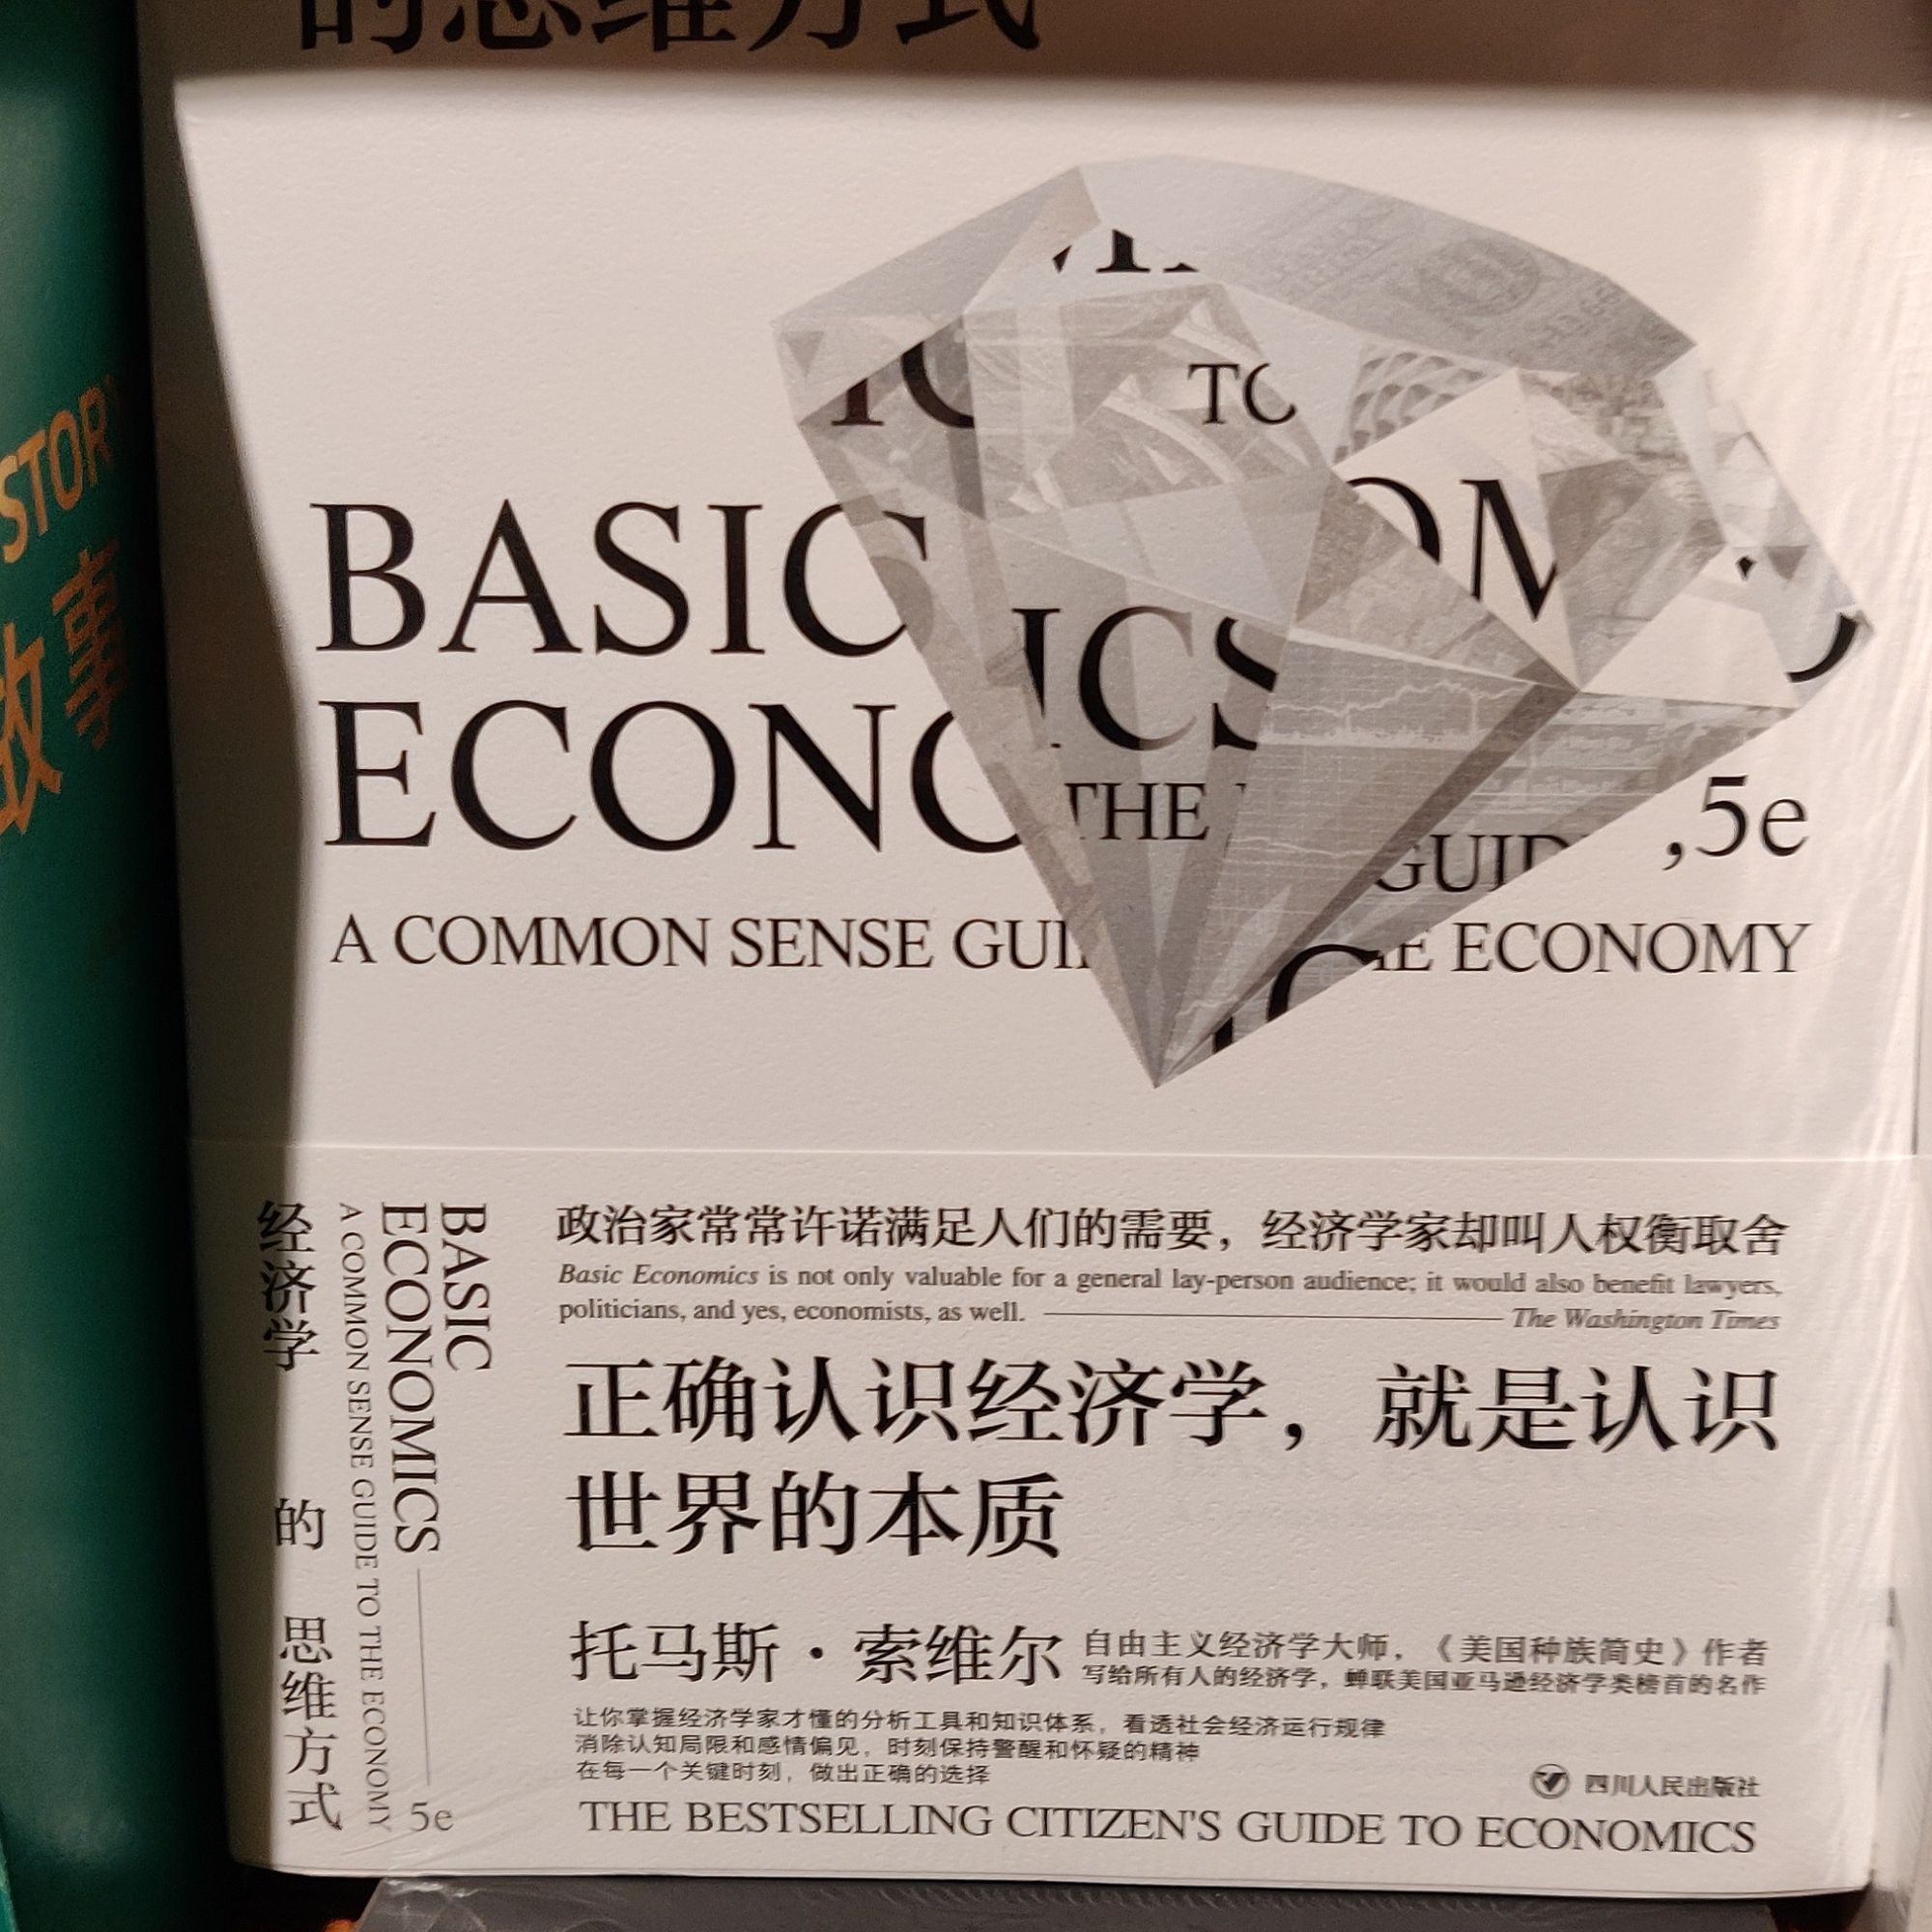 的思维方式
STOR
故事
TO
BASIC
OM
ICS
ECONO
THE
GUID
,5e
A COMMON SENSE GUI
E ECONOMY
IC
经济学 的 思维方式
A COMMON SENSE GUIDE TO THE ECONOMY
BASIC
ECONOMICS
5e
政治家常常许诺满足人们的需要，经济学家却叫人权衡取舍
Basic Economics is not only valuable for a general lay-person audience; it would also benefit lawyers,
politicians, and yes, economists, as well. The Washington Times
正确认识经济学，就是认识
世界的本质
托马斯·索维尔 自由主义经济学大师，《美国种族简史》作者
写给所有人的经济学，蝉联美国亚马逊经济学类榜首的名作
让你掌握经济学家才懂的分析工具和知识体系，看透社会经济运行规律
消除认知局限和感情偏见，时刻保持警醒和怀疑的精神
在每一个关键时刻，做出正确的选择
四川人民出版社
THE BESTSELLING CITIZEN'S GUIDE TO ECONOMICS